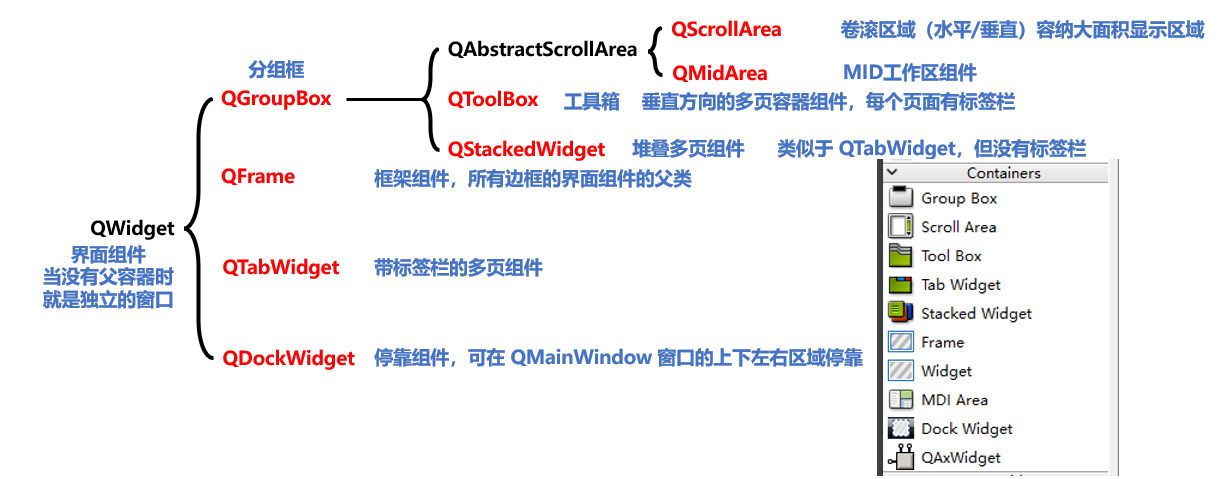 QScrollArea 卷滚区域（水平/垂直）容纳大面积显示区域
QAbstractScrollArea
QMidArea MID工作区组件
分组框
QGroupBox
QToolBox 工具箱 垂直方向的多页容器组件，每个页面有标签栏
QStackedWidget 堆叠多页组件 类似于 QTabWidget，但没有标签栏
QFrame 框架组件，所有边框的界面组件的父类
QWidget
界面组件
当没有父容器时
就是独立的窗口
QTabWidget 带标签栏的多页组件
QDockWidget 停靠组件，可在 QMainWindow 窗口的上下左右区域停靠
Containers
Group Box
Scroll Area
Tool Box
Tab Widget
Stacked Widget
Frame
Widget
MDI Area
Dock Widget
QAxWidget